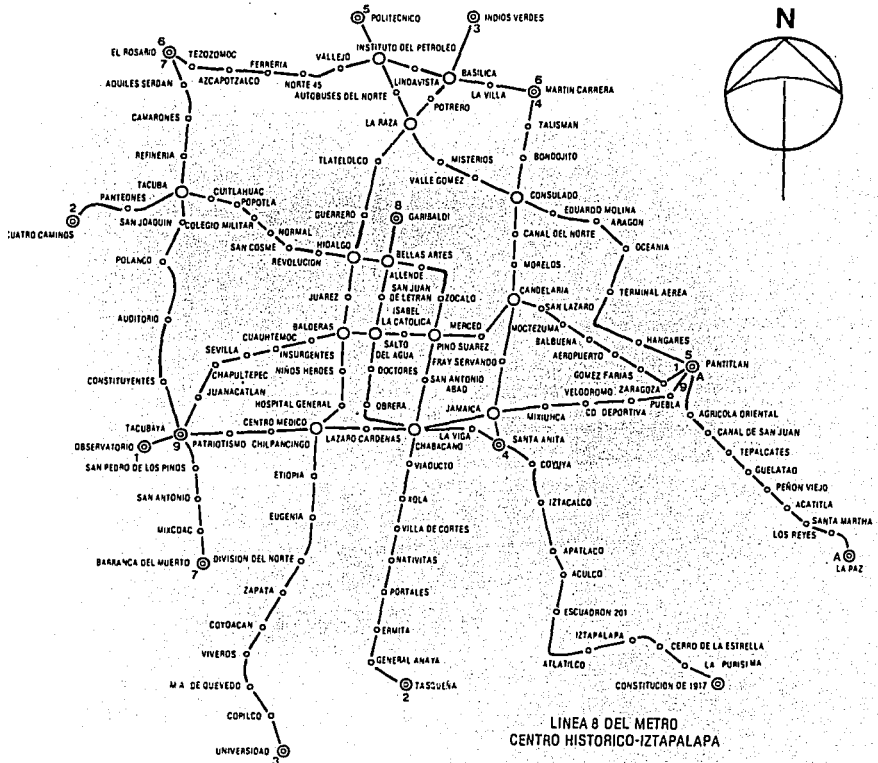 5
POLITECNICO
3
INDIOS VERDES
N
6
7
EL ROSARIO
TEZOZOMOC
AZCAPOTZALCO
FERRERIA
NORTE 45
VALLEJO
INSTITUTO DEL PETROLEO
LINDAVISTA
BASILICA
LA VILLA
6
4
MARTIN CARRERA
AQUILES SERDAN
AUTOBUSES DEL NORTE
POTRERO
TALISMAN
CAMARONES
LA RAZA
BONDOJITO
REFINERIA
TLATELOLCO
MISTERIOS
VALLE GOMEZ
CONSULADO
TACUBA
2
CUATRO CAMINOS
PANTEONES
CUITLAHUAC
POPOTLA
SAN JOAQUIN
COLEGIO MILITAR
NORMAL
SAN COSME
REVOLUCION
GUERRERO
8
GARIBALDI
HIDALGO
BELLAS ARTES
ALLENDE
EDUARDO MOLINA
ARAGON
OCEANIA
CANAL DEL NORTE
MORELOS
TERMINAL AEREA
POLANCO
AUDITORIO
JUAREZ
SAN JUAN
DE LETRAN
ZOCALO
CANDELARIA
SAN LAZARO
ISABEL
LA CATOLICA
MERCED
MOCTEZUMA
HANGARES
BALDERAS
SALTO
DEL AGUA
PINO SUAREZ
BALBUENA
AEROPUERTO
GOMEZ FARIAS
ZARAGOZA
5
1
A
9
PANTITLAN
CUAUHTEMOC
INSURGENTES
SEVILLA
CHAPULTEPEC
JUANACATLAN
CONSTITUYENTES
NIÑOS HEROES
DOCTORES
FRAY SERVANDO
SAN ANTONIO
ABAD
HOSPITAL GENERAL
OBRERA
JAMAICA
MIXIUHCA
VELODROMO
CD. DEPORTIVA
PUEBLA
AGRICOLA ORIENTAL
TACUBAYA
9
OBSERVATORIO
1
PATRIOTISMO
CHILPANCINGO
CENTRO MEDICO
LAZARO CARDENAS
CHABACANO
LA VIGA
SANTA ANITA
4
CANAL DE SAN JUAN
TEPALCATES
GUELATAO
PEÑON VIEJO
ACATITLA
SANTA MARTHA
LOS REYES
A
LA PAZ
SAN PEDRO DE LOS PINOS
SAN ANTONIO
MIXCOAC
BARRANCA DEL MUERTO
7
ETIOPIA
EUGENIA
DIVISION DEL NORTE
ZAPATA
COYOACAN
VIVEROS
M.A. DE QUEVEDO
COPILCO
UNIVERSIDAD
3
VIADUCTO
XOLA
VILLA DE CORTES
NATIVITAS
PORTALES
ERMITA
GENERAL ANAYA
TASQUEÑA
2
COYUYA
IZTACALCO
APATLACO
ACULCO
ESCUADRON 201
ATLATILCO
IZTAPALAPA
CERRO DE LA ESTRELLA
LA PURISIMA
CONSTITUCION DE 1917
LINEA 8 DEL METRO
CENTRO HISTORICO-IZTAPALAPA